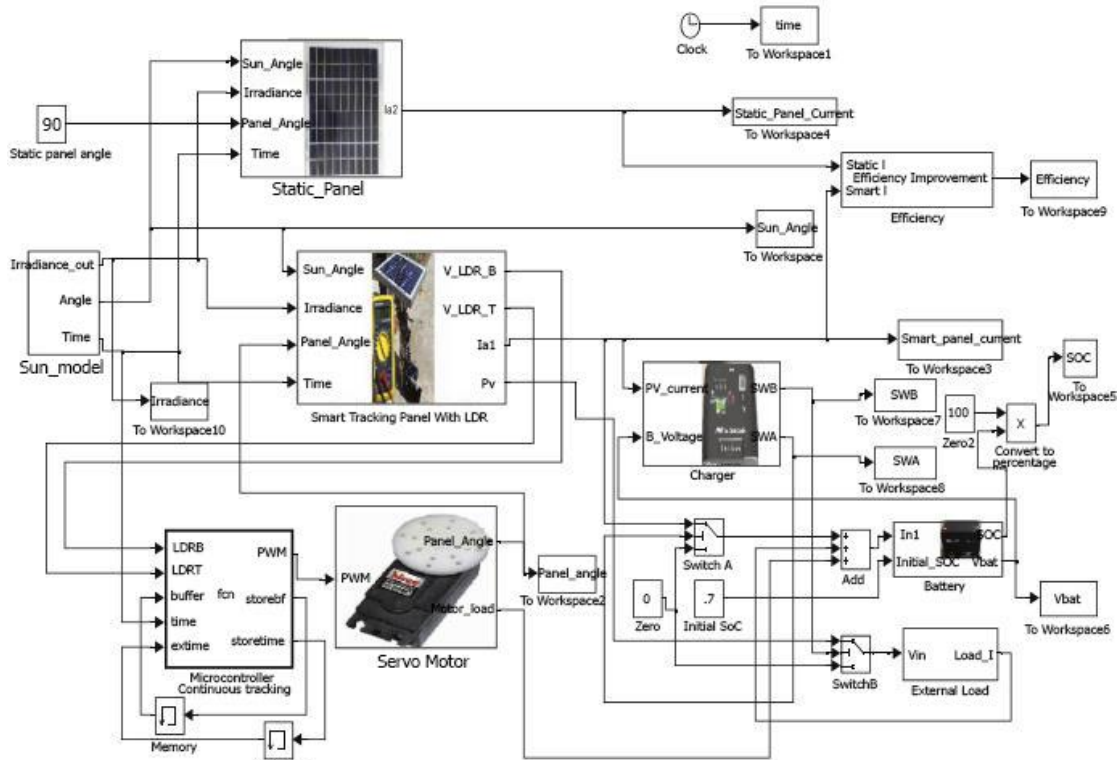 time
Clock
To Workspace1
Sun_Angle
Irradiance
Panel_Angle
Time
Ia2
Static_Panel
90
Static panel angle
Static_Panel_Current
To Workspace4
Static I
Efficiency Improvement
Smart I
Efficiency
Efficiency
To Workspace9
Sun_Angle
To Workspace
Irradiance_out
Angle
Time
Sun_model
Sun_Angle
Irradiance
Panel_Angle
Time
V_LDR_B
V_LDR_T
Ia1
Pv
Smart Tracking Panel With LDR
Irradiance
To Workspace10
Smart_panel_current
To Workspace3
PV_current
B_Voltage
SWB
SWA
Charger
SWB
To Workspace7
SWA
To Workspace8
100
Zero2
X
Convert to
percentage
SOC
To
Workspace5
LDRB
LDRT
buffer
time
extime
fcn
PWM
storebf
storetime
Microcontroller
Continuous tracking
Memory
PWM
Panel_Angle
Motor_load
Servo Motor
Panel_angle
To Workspace2
Switch A
0
Zero
.7
Initial SoC
+
+
+
Add
In1
Initial_SOC
SOC
Vbat
Battery
Vbat
To Workspace6
SwitchB
Vin
Load_I
External Load